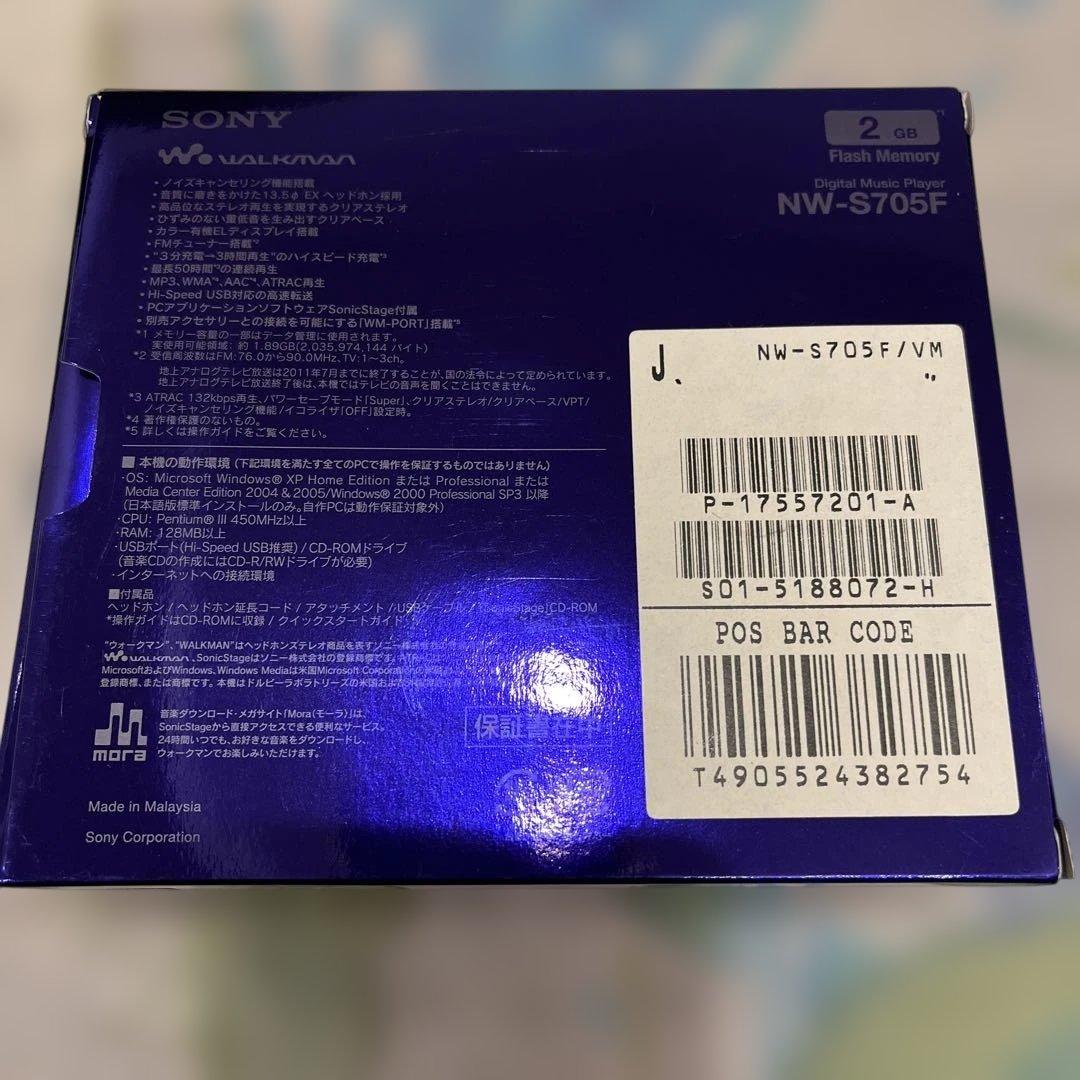 SONY
WALKMAN
2 GB *1
Flash Memory
Digital Music Player
NW-S705F
・ノイズキャンセリング機能搭載
・音質に磨きをかけた13.5φ EX ヘッドホン採用
・高品位なステレオ再生を実現するクリアステレオ
・ひずみのない重低音を生み出すクリアベース
・カラー有機ELディスプレイ搭載
・FMチューナー搭載*2
・"3分充電→3時間再生"のハイスピード充電*3
・最長50時間*3の連続再生
・MP3、WMA*4、AAC*4、ATRAC再生
・Hi-Speed USB対応の高速転送
・PCアプリケーションソフトウェアSonicStage付属
・別売アクセサリーとの接続を可能にする「WM-PORT」搭載*5
*1 メモリー容量の一部はデータ管理に使用されます。
実使用可能領域: 約 1.89GB(2,035,974,144 バイト)
*2 受信周波数はFM:76.0から90.0MHz、TV:1〜3ch。
地上アナログテレビ放送は2011年7月までに終了することが、国の法令によって定められています。
地上アナログテレビ放送終了後は、本機ではテレビの音声を聞くことはできません。
*3 ATRAC 132kbps再生、パワーセーブモード「Super」、クリアステレオ/クリアベース/VPT/
ノイズキャンセリング機能/イコライザ「OFF」設定時。
*4 著作権保護のないもの。
*5 詳しくは操作ガイドをご覧ください。
■ 本機の動作環境 (下記環境を満たす全てのPCで操作を保証するものではありません)
・OS: Microsoft Windows® XP Home Edition または Professional または
Media Center Edition 2004 & 2005/Windows® 2000 Professional SP3 以降
(日本語版標準インストールのみ。自作PCは動作保証対象外)
・CPU: Pentium® III 450MHz以上
・RAM: 128MB以上
・USBポート(Hi-Speed USB推奨) / CD-ROMドライブ
(音楽CDの作成にはCD-R/RWドライブが必要)
・インターネットへの接続環境
■付属品
ヘッドホン / ヘッドホン延長コード / アタッチメント / USBケーブル / 「SonicStage」CD-ROM
*操作ガイドはCD-ROMに収録 / クイックスタートガイド
"ウォークマン"、"WALKMAN"はヘッドホンステレオ商品を表すソニー株式会社の
WALKMAN、SonicStageはソニー株式会社の登録商標です。
MicrosoftおよびWindows、Windows Mediaは米国Microsoft Corporation
登録商標、または商標です。本機はドルビーラボラトリーズの米国および
mora
音楽ダウンロード・メガサイト「Mora(モーラ)」は、
SonicStageから直接アクセスできる便利なサービス。
24時間いつでも、お好きな音楽をダウンロードし、
ウォークマンでお楽しみいただけます。
保証書在中
Made in Malaysia
Sony Corporation
J、
NW-S705F/VM
〃
P-17557201-A
S01-5188072-H
POS BAR CODE
T4905524382754